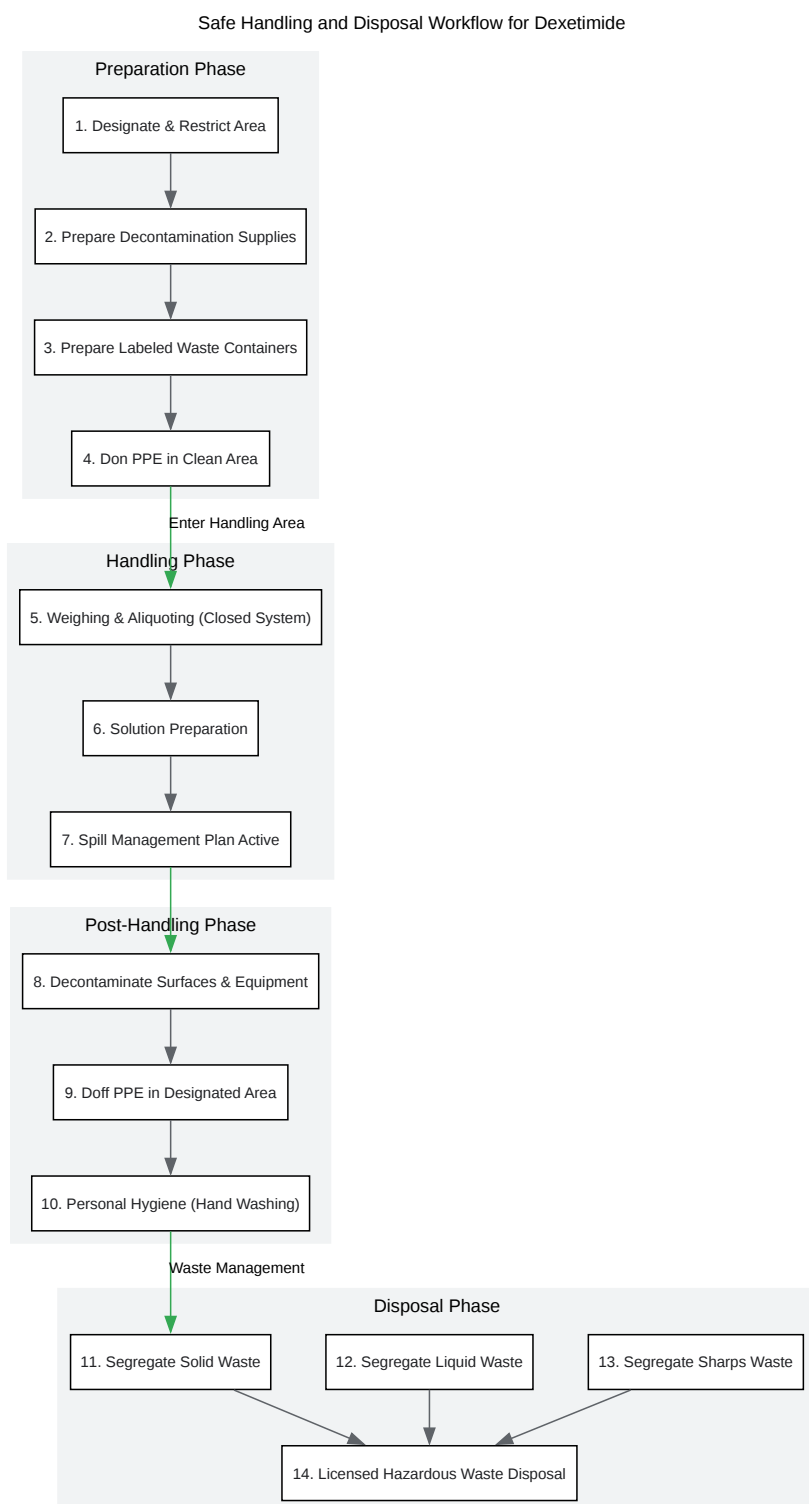 Safe Handling and Disposal Workflow for Dexetimide
Preparation Phase
1. Designate & Restrict Area
2. Prepare Decontamination Supplies
3. Prepare Labeled Waste Containers
4. Don PPE in Clean Area
Enter Handling Area
Handling Phase
5. Weighing & Aliquoting (Closed System)
6. Solution Preparation
7. Spill Management Plan Active
Post-Handling Phase
8. Decontaminate Surfaces & Equipment
9. Doff PPE in Designated Area
10. Personal Hygiene (Hand Washing)
Waste Management
Disposal Phase
11. Segregate Solid Waste
12. Segregate Liquid Waste
13. Segregate Sharps Waste
14. Licensed Hazardous Waste Disposal